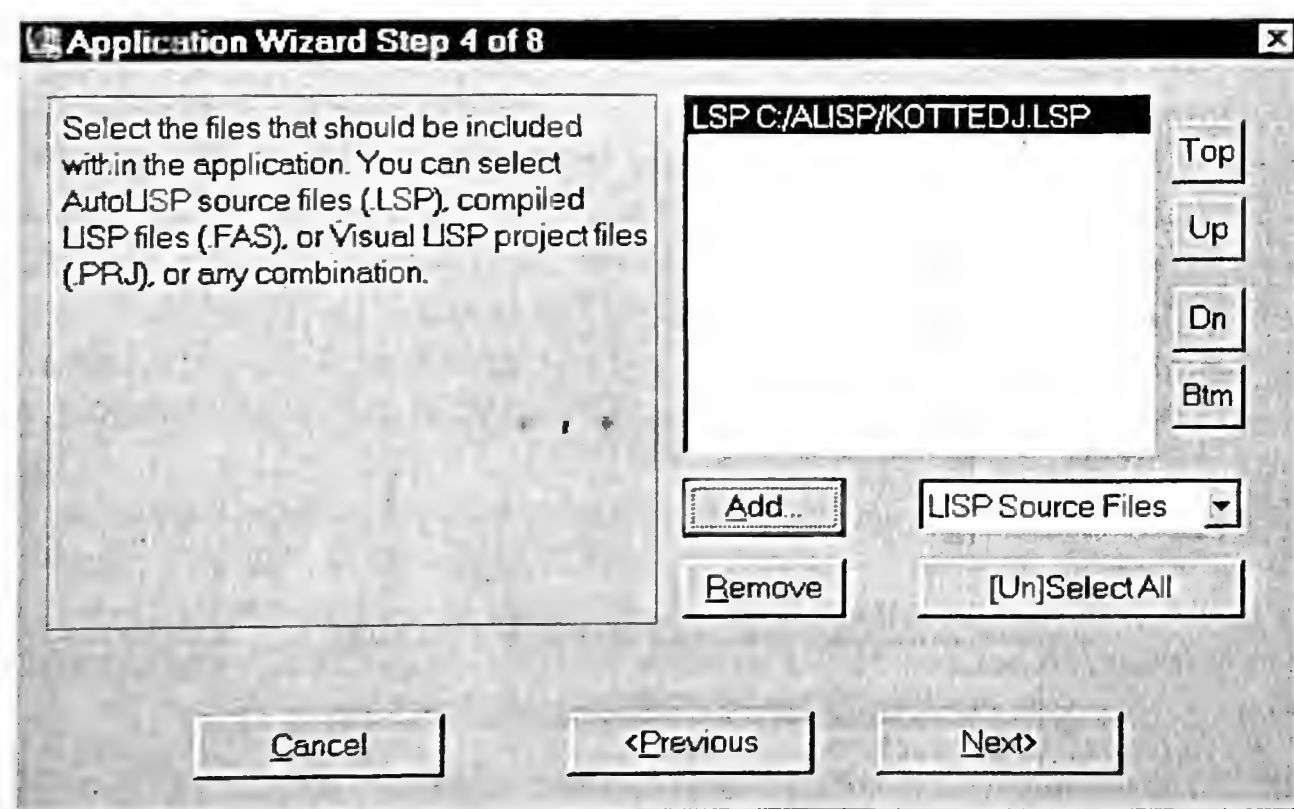 Application Wizard Step 4 of 8
Select the files that should be included
within the application. You can select
AutoLISP source files (.LSP), compiled
LISP files (.FAS), or Visual LISP project files
(.PRJ), or any combination.
LSP C:/ALISP/KOTTEDJ.LSP
Top
Up
Dn
Btm
Add...
LISP Source Files
Remove
[Un]Select All
Cancel
<Previous
Next>